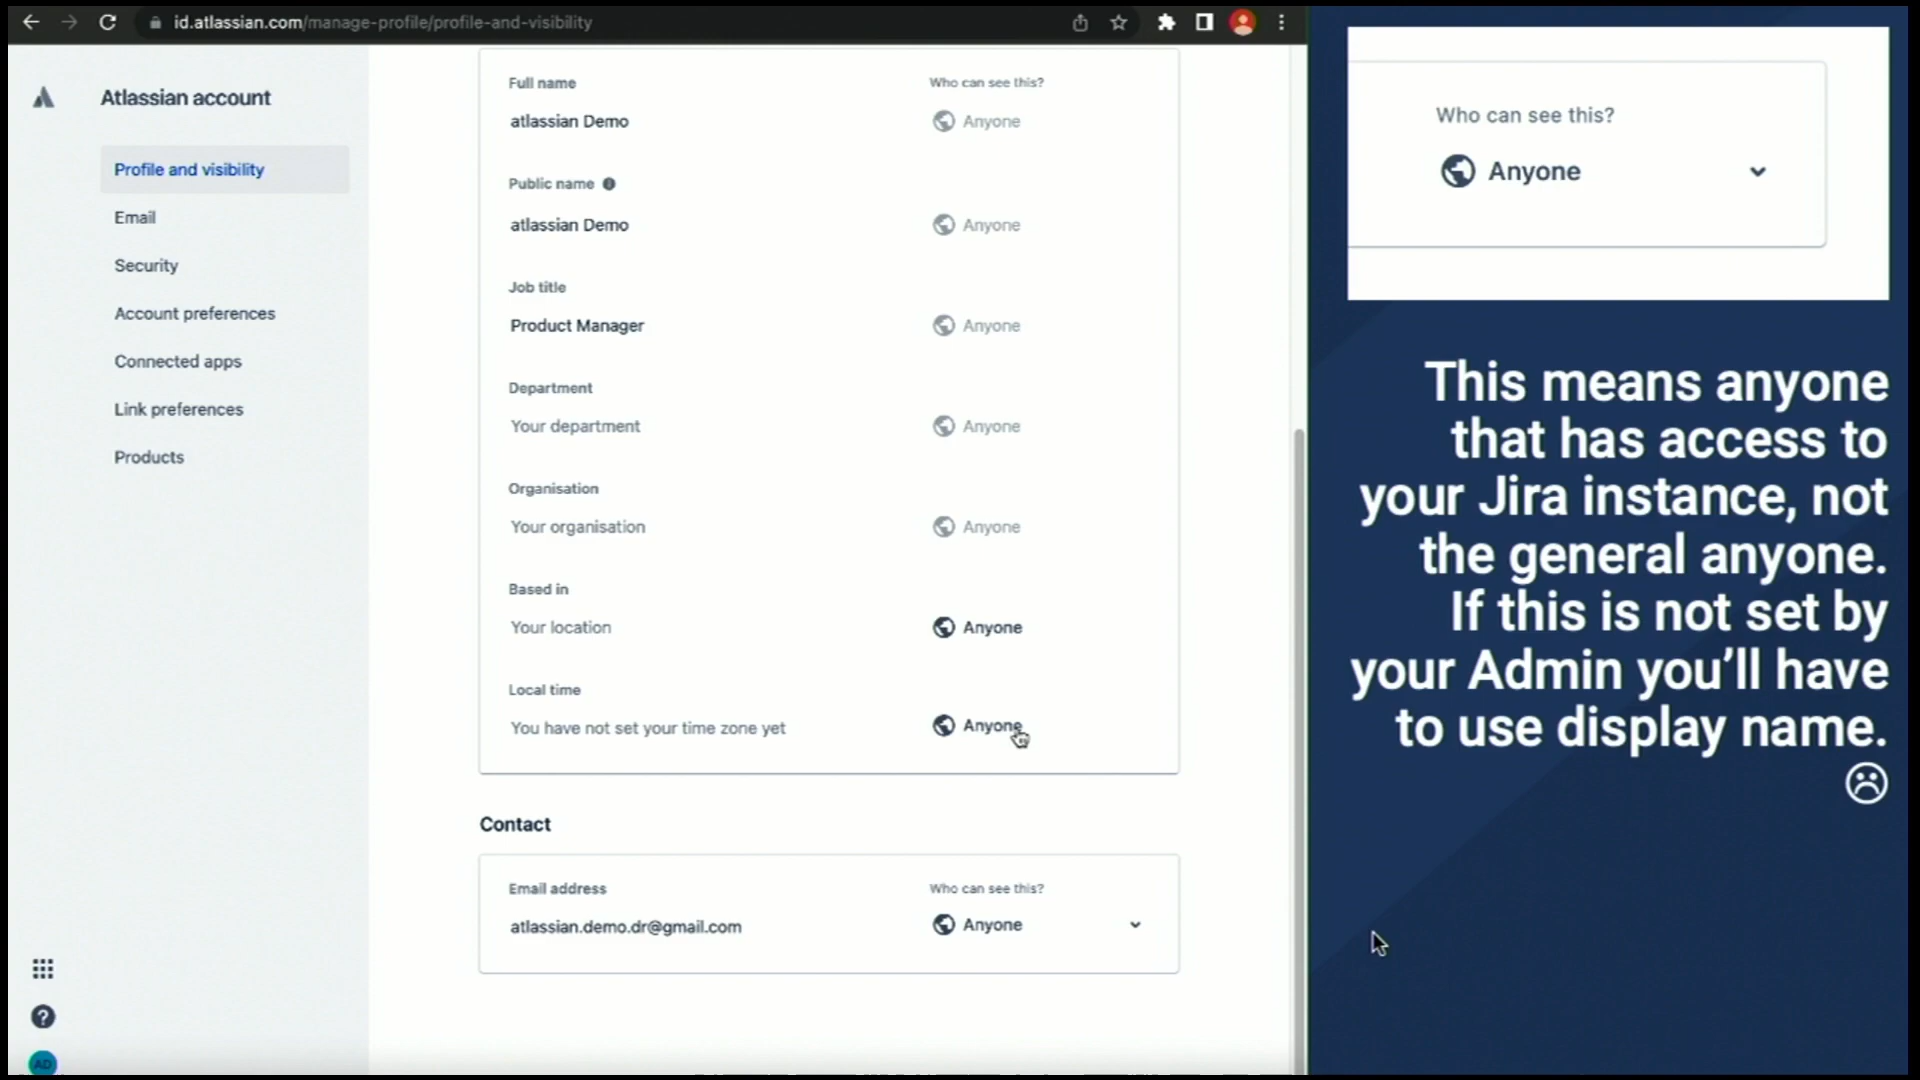 id.atlassian.com/manage-profile/profile-and-visibility
Atlassian account
Profile and visibility
Email
Security
Account preferences
Connected apps
Link preferences
Products
AD
Full name
Who can see this?
atlassian Demo
Anyone
Public name
atlassian Demo
Anyone
Job title
Product Manager
Anyone
Department
Your department
Anyone
Organisation
Your organisation
Anyone
Based in
Your location
Anyone
Local time
You have not set your time zone yet
Anyone
Contact
Email address
Who can see this?
atlassian.demo.dr@gmail.com
Anyone
Who can see this?
Anyone
This means anyone
that has access to
your Jira instance, not
the general anyone.
If this is not set by
your Admin you’ll have
to use display name.
☹